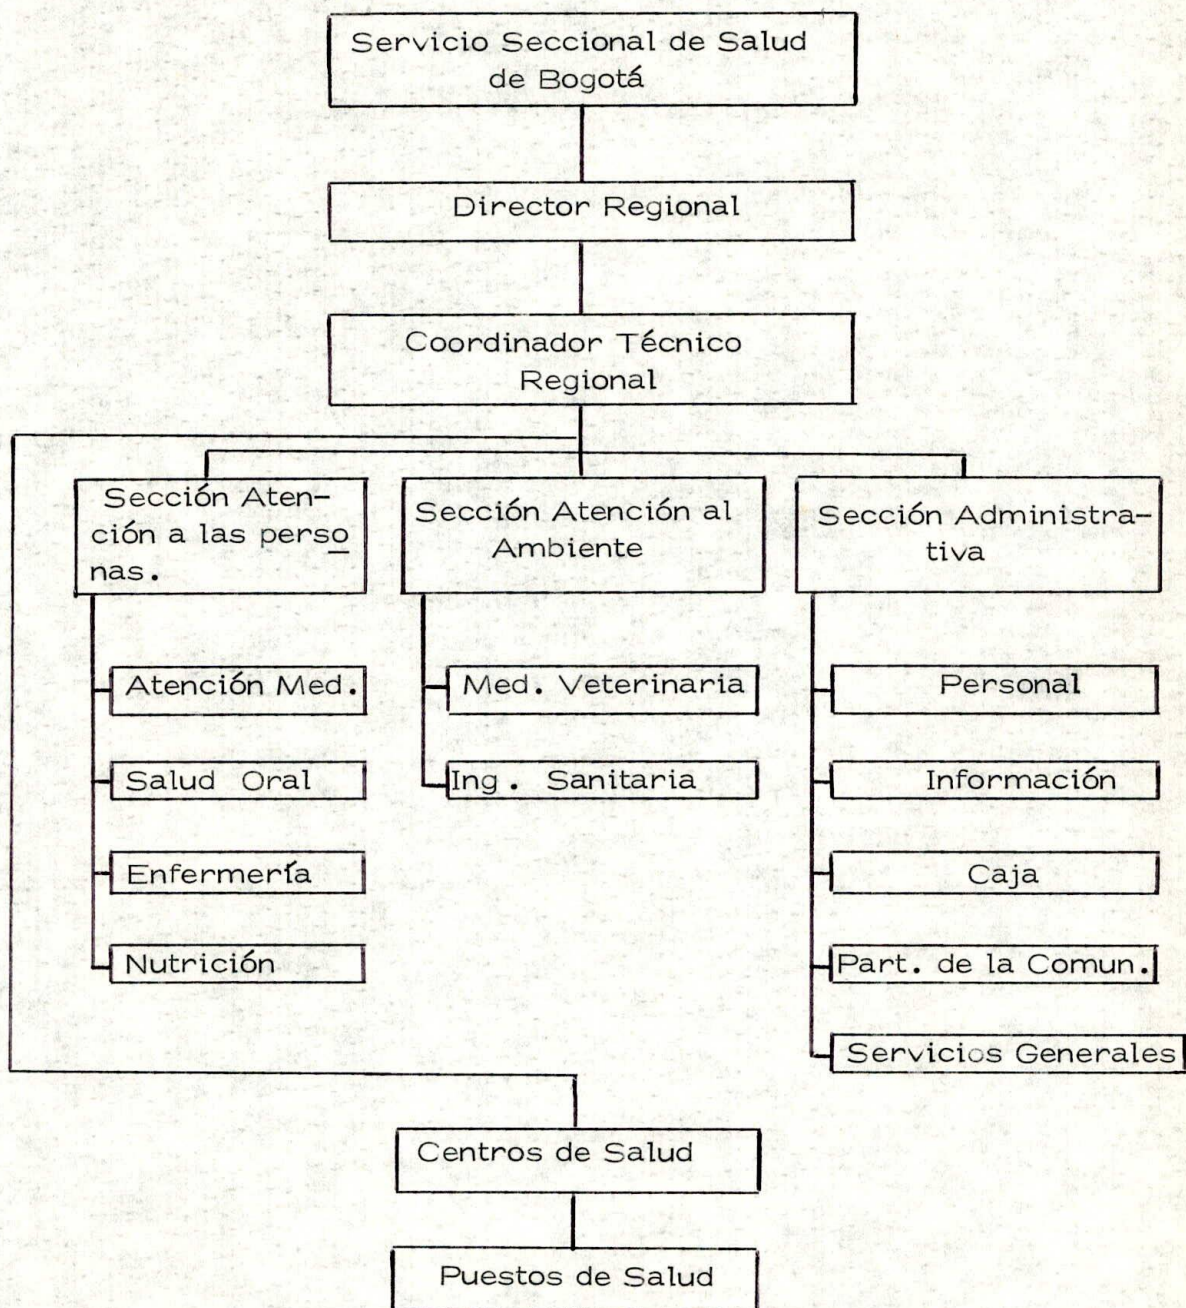 Servicio Seccional de Salud
de Bogotá
Director Regional
Coordinador Técnico
Regional
Sección Aten-
ción a las perso
nas.
Sección Atención al
Ambiente
Sección Administra-
tiva
Atención Med.
Salud Oral
Enfermería
Nutrición
Med. Veterinaria
Ing. Sanitaria
Personal
Información
Caja
Part. de la Comun.
Servicios Generales
Centros de Salud
Puestos de Salud